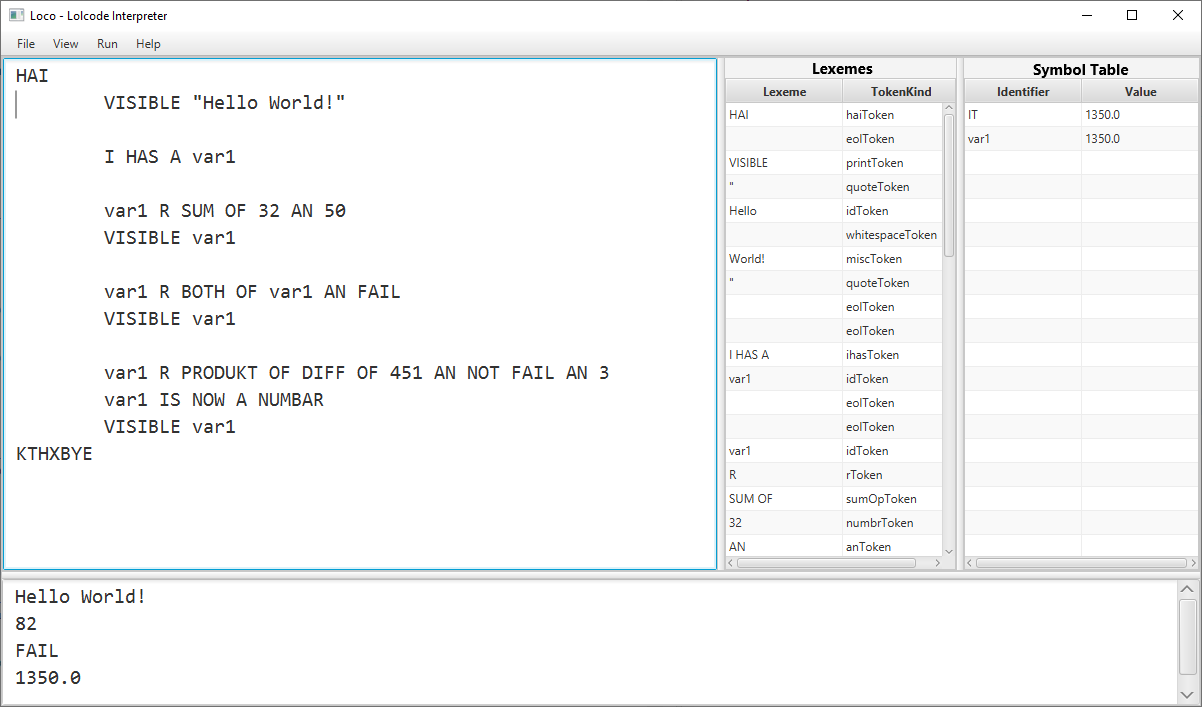 Loco - Lolcode Interpreter
File View Run Help
HAI
VISIBLE "Hello World!"
I HAS A var1
var1 R SUM OF 32 AN 50
VISIBLE var1
var1 R BOTH OF var1 AN FAIL
VISIBLE var1
var1 R PRODUKT OF DIFF OF 451 AN NOT FAIL AN 3
var1 IS NOW A NUMBAR
VISIBLE var1
KTHXBYE
Lexemes
Lexeme TokenKind
HAI haiToken
eolToken
VISIBLE printToken
" quoteToken
Hello idToken
whitespaceToken
World! miscToken
" quoteToken
eolToken
eolToken
I HAS A ihasToken
var1 idToken
eolToken
eolToken
var1 idToken
R rToken
SUM OF sumOpToken
32 numbrToken
AN anToken
Symbol Table
Identifier Value
IT 1350.0
var1 1350.0
Hello World!
82
FAIL
1350.0